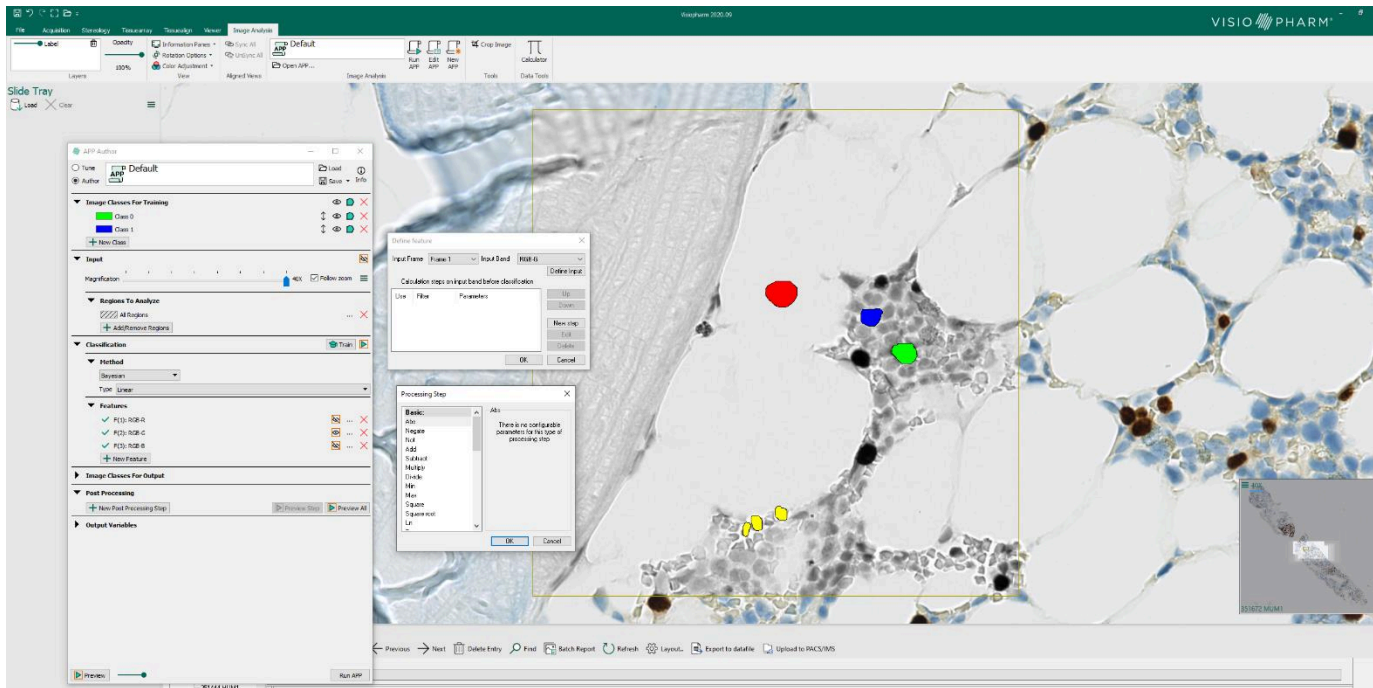 Visiopharm 2020.09
VISIOPHARM
File Acquisition Stereology Tissuearray Tissuealign Viewer Image Analysis
Label Opacity 100%
Layers
Information Panes
Rotation Options
Color Adjustment
View
Sync All
UnSync All
Aligned Views
APP Default
Open APP...
Run APP
Edit APP
New APP
Image Analysis
Crop Image
Tools
Calculator
Data Tools
Slide Tray
Load Clear
APP Author
Tune
Author
APP Default
Load
Save
Info
Image Classes For Training
Class 0
Class 1
New Class
Input
Magnification 40X Follow zoom
Regions To Analyze
All Regions ...
Add/Remove Regions
Classification Train
Method
Bayesian
Type Linear
Features
F(1): RGB-R ...
F(2): RGB-G ...
F(3): RGB-B ...
New Feature
Image Classes For Output
Post Processing
New Post Processing Step Preview Step Preview All
Output Variables
Preview Run APP
Define feature
Input Frame Frame 1 Input Band RGB-G
Define Input
Calculation steps on input band before classification
Use Filter Parameters
Up
Down
New step
Edit
Delete
OK Cancel
Processing Step
Basic:
Abs
Negate
Not
Add
Subtract
Multiply
Divide
Min
Max
Square
Square root
Ln
Abs
There is no configurable
parameters for this type of
processing step
OK Cancel
40X
Previous Next Delete Entry Find Batch Report Refresh Layout... Export to datafile Upload to PACS/IMS